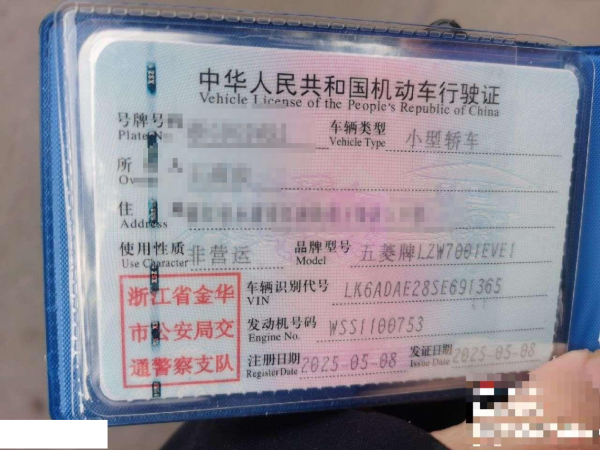 中华人民共和国机动车行驶证
Vehicle License of the People's Republic of China
号牌号码 车辆类型 小型轿车
Plate No. Vehicle Type
所 人
住
Address
使用性质 非营运 品牌型号 五菱牌LZW7001EVE1
Use Character Model
浙江省金华
市公安局交
通警察支队
车辆识别代号 LK6ADAE28SE691365
VIN
发动机号码 WSS1100753
Engine No.
注册日期 2025-05-08 发证日期 2025-05-08
Register Date Issue Date